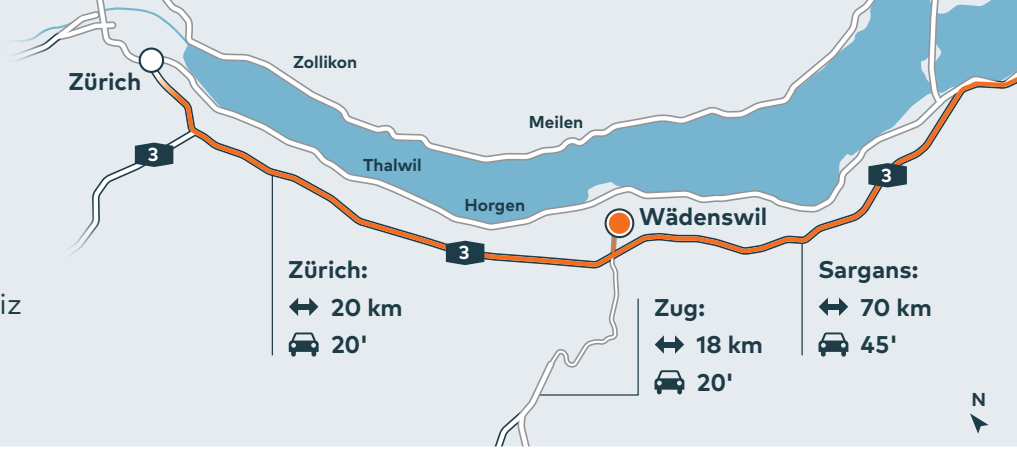 Zollikon
Zürich
Meilen
3
Thalwil
3
Horgen
Wädenswil
3
Zürich:
20 km
20'
Sargans:
70 km
45'
iz
Zug:
18 km
20'
N